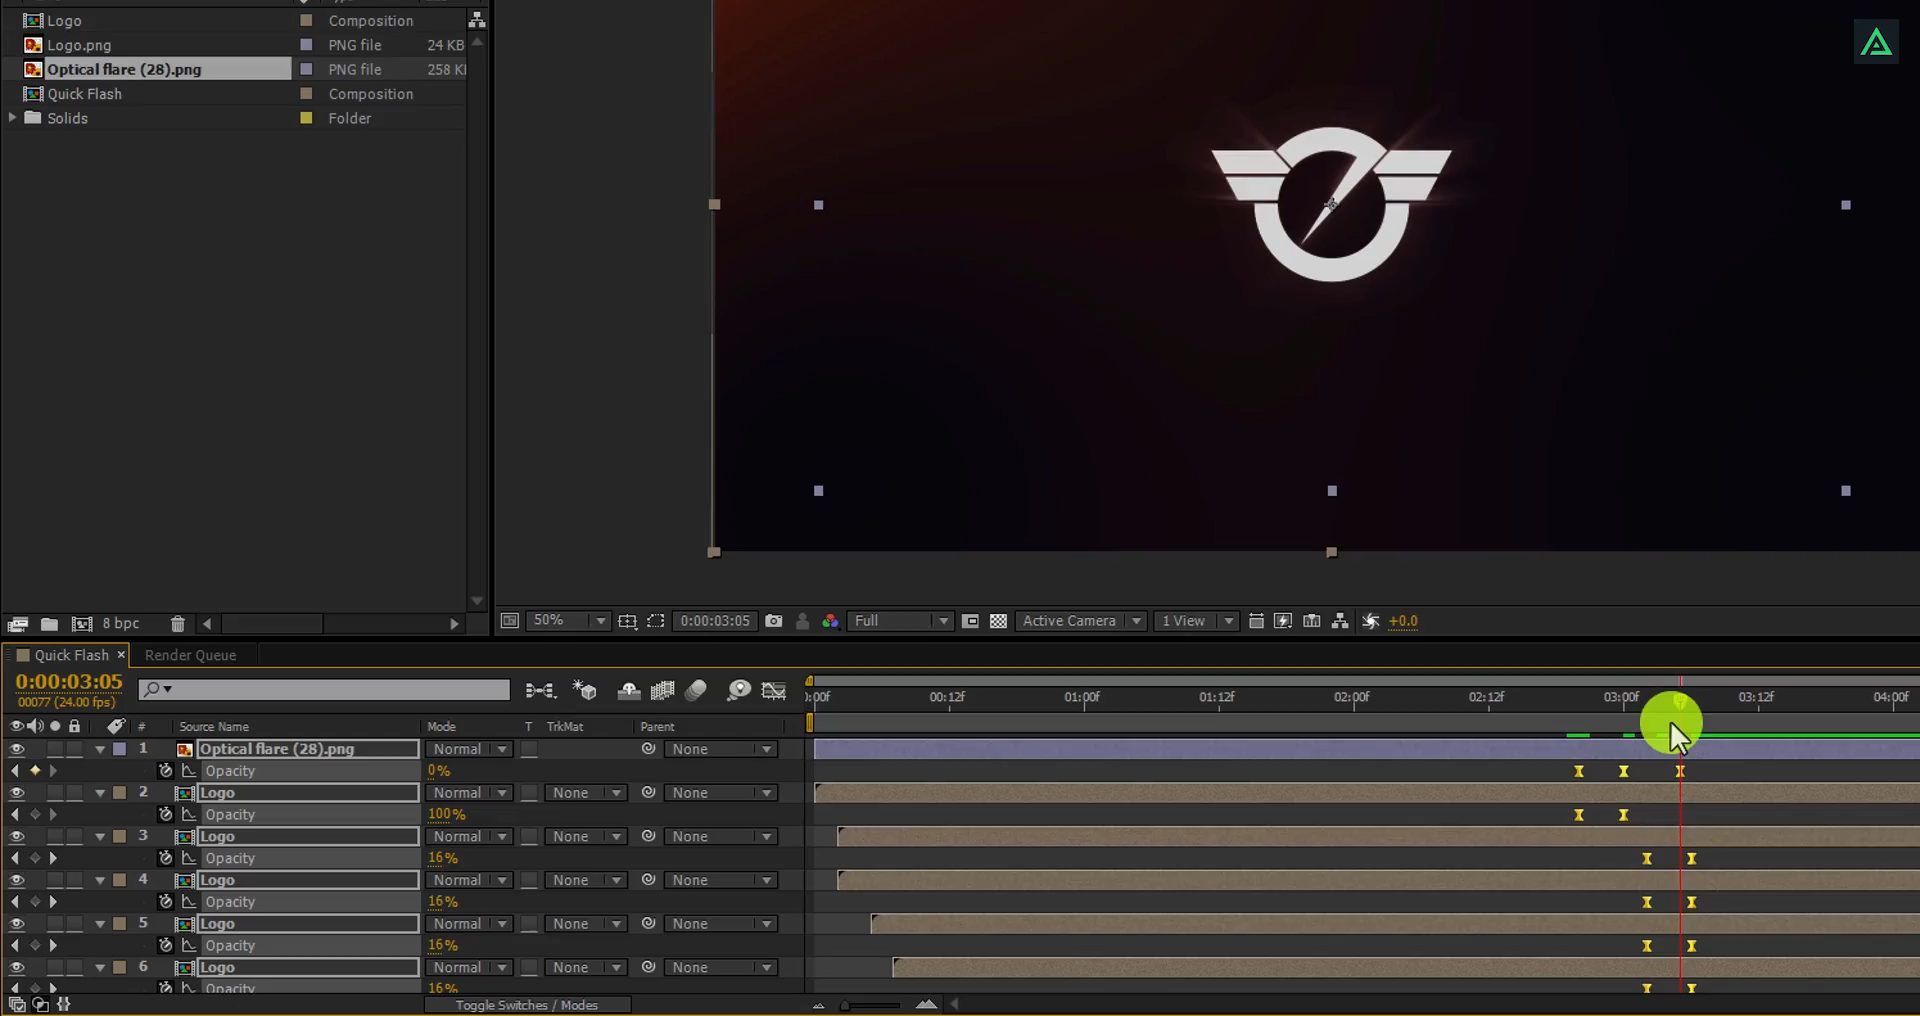 Logo Composition
Logo.png PNG file 24 KB
Optical flare (28).png PNG file 258 K
Quick Flash Composition
Solids Folder
8 bpc
50% 0:00:03:05 Full Active Camera 1 View +0.0
Quick Flash × Render Queue
0:00:03:05
00077 (24.00 fps)
:00f 00:12f 01:00f 01:12f 02:00f 02:12f 03:00f 03:12f 04:00f
# Source Name Mode T TrkMat Parent
1 Optical flare (28).png Normal None
Opacity 0%
2 Logo Normal None None
Opacity 100%
3 Logo Normal None None
Opacity 16%
4 Logo Normal None None
Opacity 16%
5 Logo Normal None None
Opacity 16%
6 Logo Normal None None
Opacity 16%
Toggle Switches / Modes